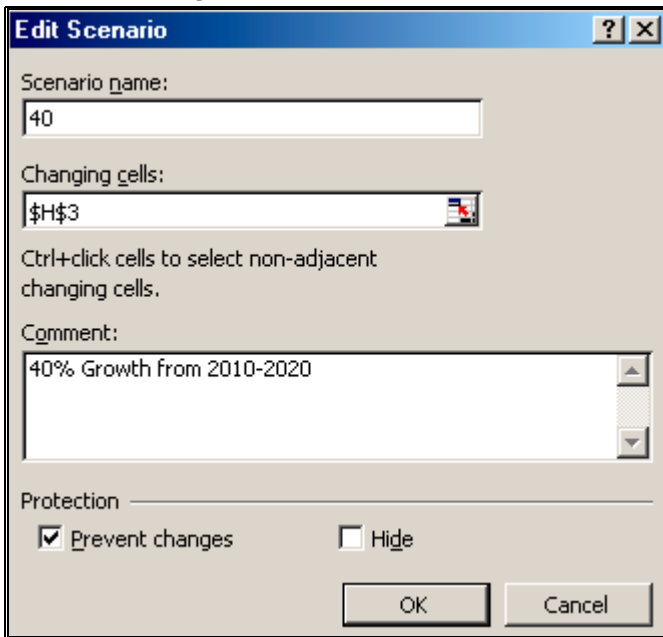 Edit Scenario
Scenario name:
40
Changing cells:
$H$3
Ctrl+click cells to select non-adjacent
changing cells.
Comment:
40% Growth from 2010-2020
Protection
Prevent changes Hide
OK Cancel